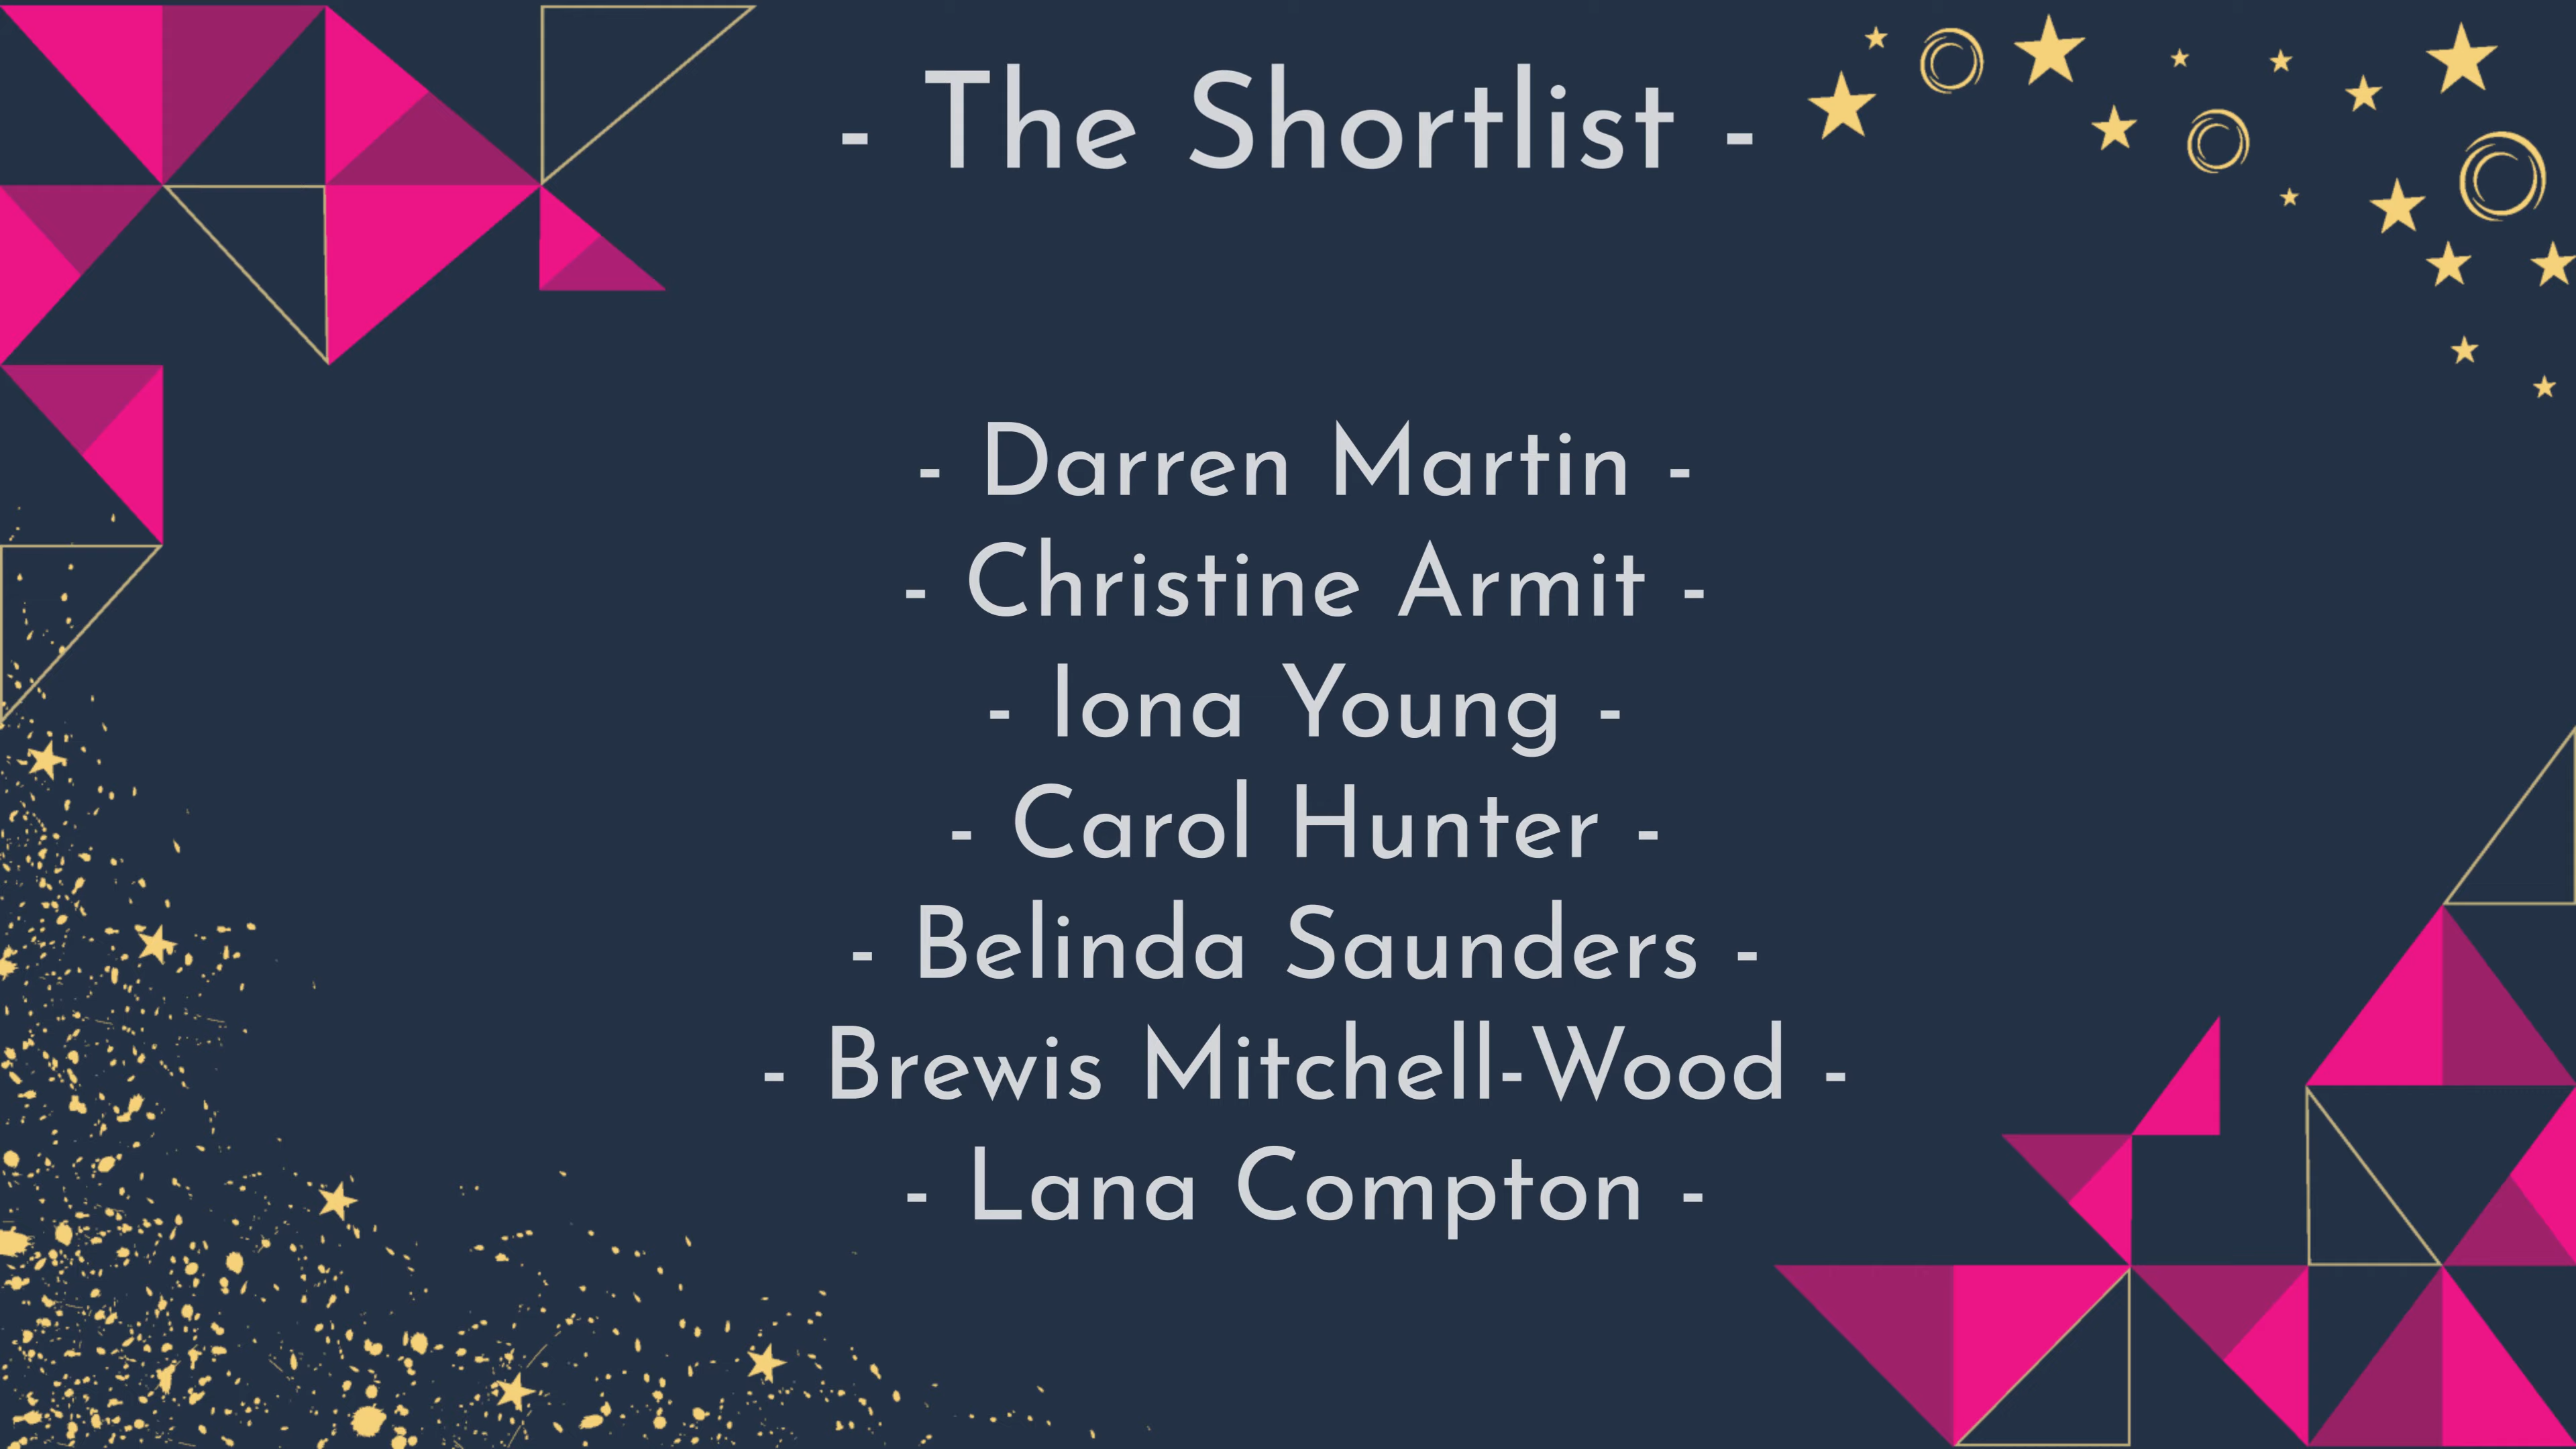 - The Shortlist -
- Darren Martin -
- Christine Armit -
- Iona Young -
- Carol Hunter -
- Belinda Saunders -
- Brewis Mitchell-Wood -
- Lana Compton -